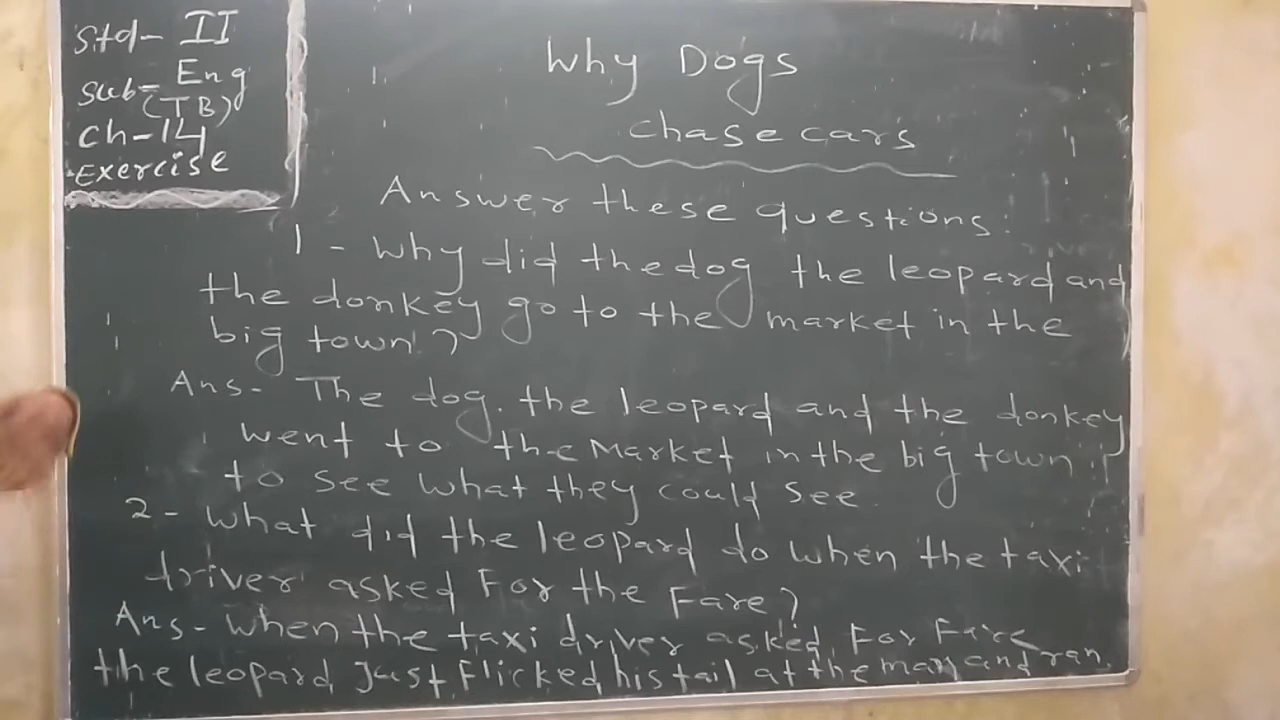 Std- II
Sub- Eng
(TB)
Ch-14
Exercise
Why Dogs
chase cars
Answer these questions:
1 - Why did the dog the leopard and
the donkey go to the market in the
big town?
Ans- The dog, the leopard and the donkey
went to the Market in the big town
to see what they could see
2 - What did the leopard do when the taxi
driver asked For the Fare?
Ans- When the taxi driver asked For Fare
the leopard Just Flicked his tail at the man and ran.